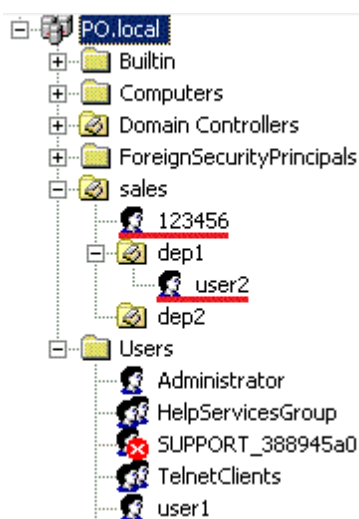 PO.local
Builtin
Computers
Domain Controllers
ForeignSecurityPrincipals
sales
123456
dep1
user2
dep2
Users
Administrator
HelpServicesGroup
SUPPORT_388945a0
TelnetClients
user1